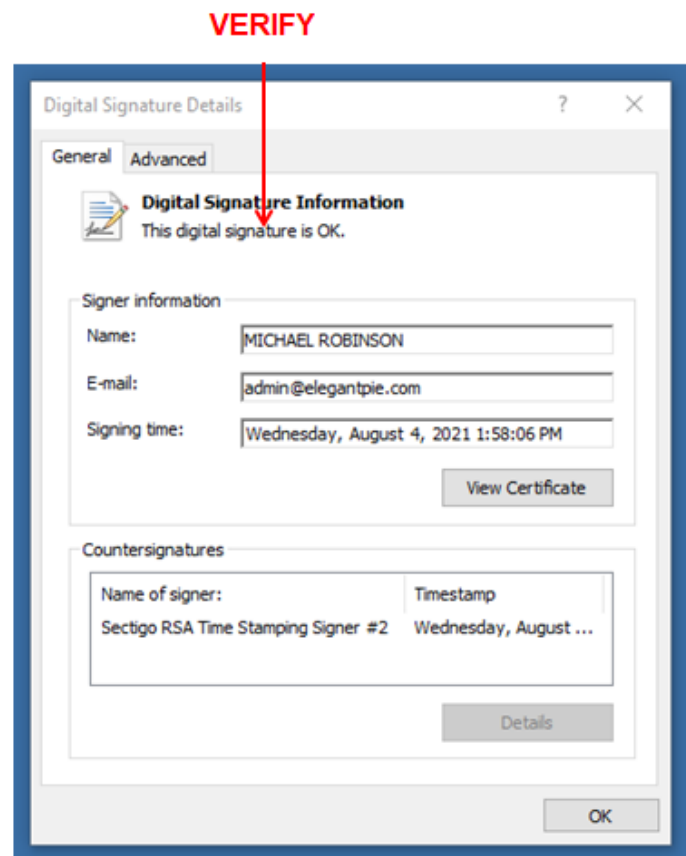 VERIFY
Digital Signature Details ?
General Advanced
Digital Signature Information
This digital signature is OK.
Signer information
Name: MICHAEL ROBINSON
E-mail: admin@elegantpie.com
Signing time: Wednesday, August 4, 2021 1:58:06 PM
View Certificate
Countersignatures
Name of signer: Timestamp
Sectigo RSA Time Stamping Signer #2 Wednesday, August ...
Details
OK